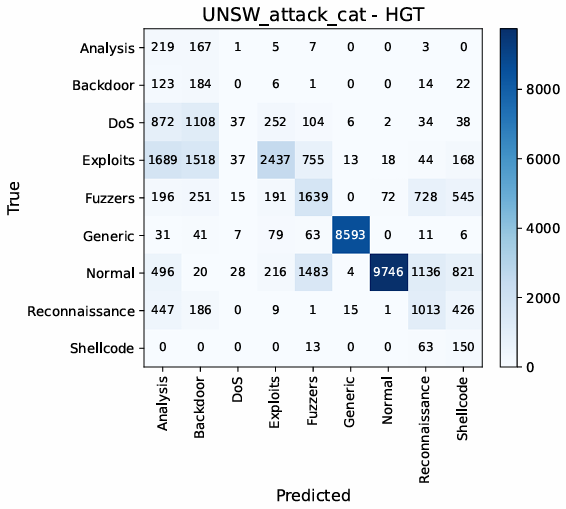 UNSW_attack_cat - HGT
Analysis 219 167 1 5 7 0 0 3 0
Backdoor 123 184 0 6 1 0 0 14 22
DoS 872 1108 37 252 104 6 2 34 38
Exploits 1689 1518 37 2437 755 13 18 44 168
Fuzzers 196 251 15 191 1639 0 72 728 545
Generic 31 41 7 79 63 8593 0 11 6
Normal 496 20 28 216 1483 4 9746 1136 821
Reconnaissance 447 186 0 9 1 15 1 1013 426
Shellcode 0 0 0 0 13 0 0 63 150
True
Analysis Backdoor DoS Exploits Fuzzers Generic Normal Reconnaissance Shellcode
Predicted
8000
6000
4000
2000
0